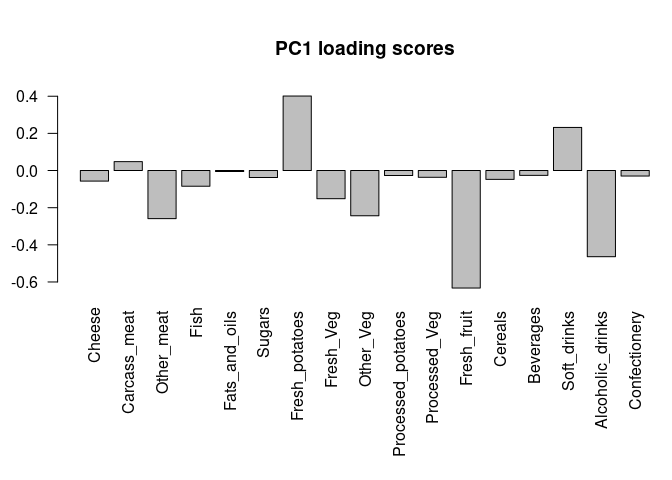 PC1 loading scores
0.4
0.2
0.0
-0.2
-0.4
-0.6
Cheese
Carcass_meat
Other_meat
Fish
Fats_and_oils
Sugars
Fresh_potatoes
Fresh_Veg
Other_Veg
Processed_potatoes
Processed_Veg
Fresh_fruit
Cereals
Beverages
Soft_drinks
Alcoholic_drinks
Confectionery